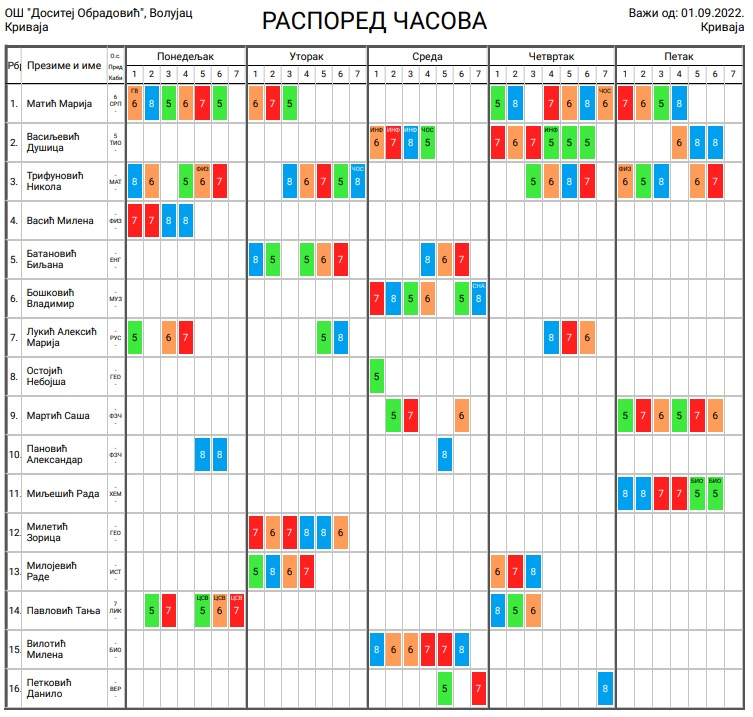 ОШ "Доситеј Обрадовић", Волујац
Криваја
РАСПОРЕД ЧАСОВА
Важи од: 01.09.2022.
Криваја
Рбр Презиме и име О.с. Пред Каби Понедељак Уторак Среда Четвртак Петак
1 2 3 4 5 6 7 1 2 3 4 5 6 7 1 2 3 4 5 6 7 1 2 3 4 5 6 7 1 2 3 4 5 6 7
1. Матић Марија 6 СРП - ГВ 6 8 5 6 7 5 6 7 5 5 8 7 6 8 ЧОС 6 7 6 5 8
2. Васиљевић Душица 5 ТИО - ИНФ 6 ИНФ 7 ИНФ 8 ЧОС 5 7 6 7 ИНФ 5 5 5 6 8 8
3. Трифуновић Никола - МАТ - 8 6 5 ФИЗ 6 7 8 6 7 5 ЧОС 8 5 6 8 7 ФИЗ 6 5 8 6 7
4. Васић Милена - ФИЗ - 7 7 8 8
5. Батановић Биљана - ЕНГ - 8 5 5 6 7 8 6 7
6. Бошковић Владимир - МУЗ - 7 8 5 6 5 СНА 8
7. Лукић Алексић Марија - РУС - 5 6 7 5 8 8 7 6
8. Остојић Небојша - ГЕО - 5
9. Мартић Саша - ФЗЧ - 5 7 6 5 7 6 5 7 6
10. Пановић Александар - ФЗЧ - 8 8 8
11. Миљешић Рада - ХЕМ - 8 8 7 7 БИО 5 БИО 5
12. Милетић Зорица - ГЕО - 7 6 7 8 8 6
13. Милојевић Раде - ИСТ - 5 8 6 7 6 7 8
14. Павловић Тања 7 ЛИК - 5 7 ЦСВ 5 ЦСВ 6 ЦСВ 7 8 5 6
15. Вилотић Милена - БИО - 8 6 6 7 7 8
16. Петковић Данило - ВЕР - 5 7 8